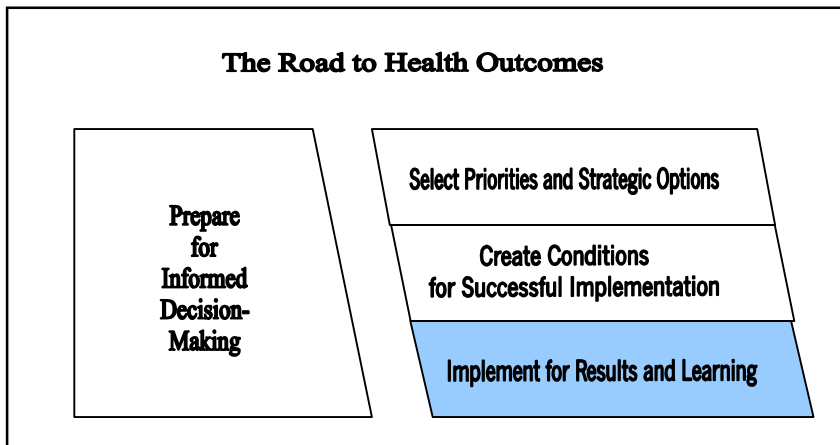 The Road to Health Outcomes
Prepare
for
Informed
Decision-
Making
Select Priorities and Strategic Options
Create Conditions
for Successful Implementation
Implement for Results and Learning